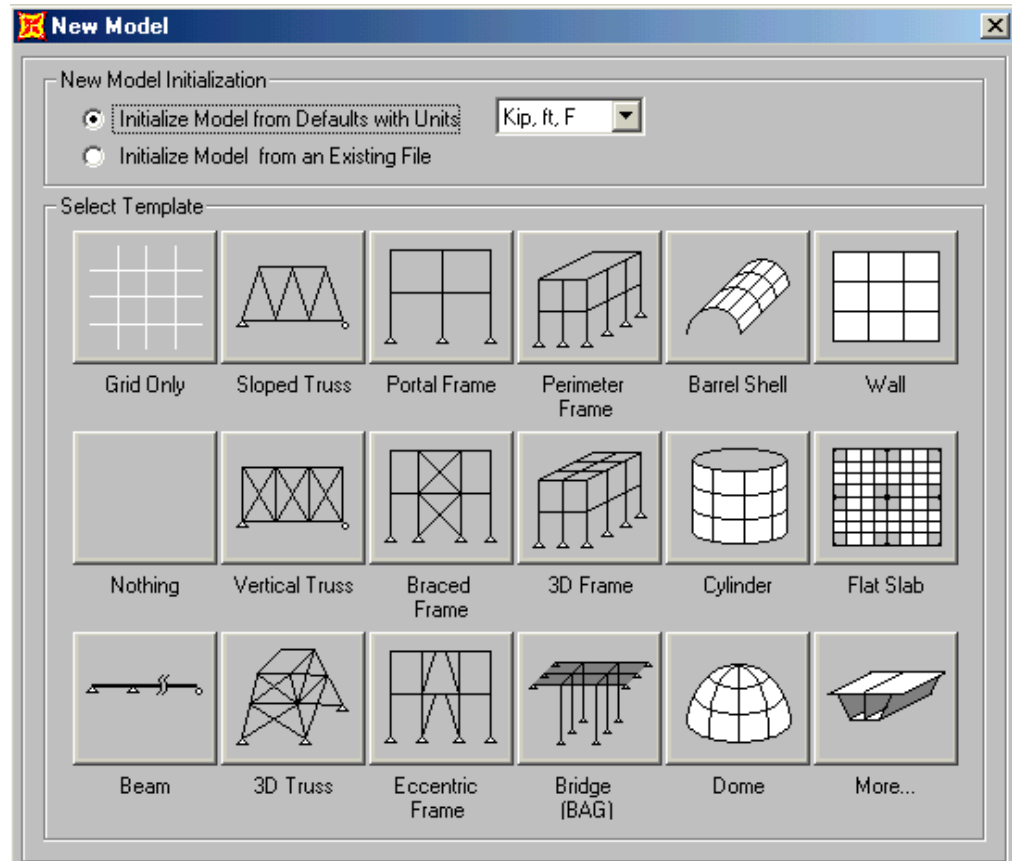 New Model
New Model Initialization
Initialize Model from Defaults with Units
Kip, ft, F
Initialize Model from an Existing File
Select Template
Grid Only
Sloped Truss
Portal Frame
Perimeter
Frame
Barrel Shell
Wall
Nothing
Vertical Truss
Braced
Frame
3D Frame
Cylinder
Flat Slab
Beam
3D Truss
Eccentric
Frame
Bridge
(BAG)
Dome
More...